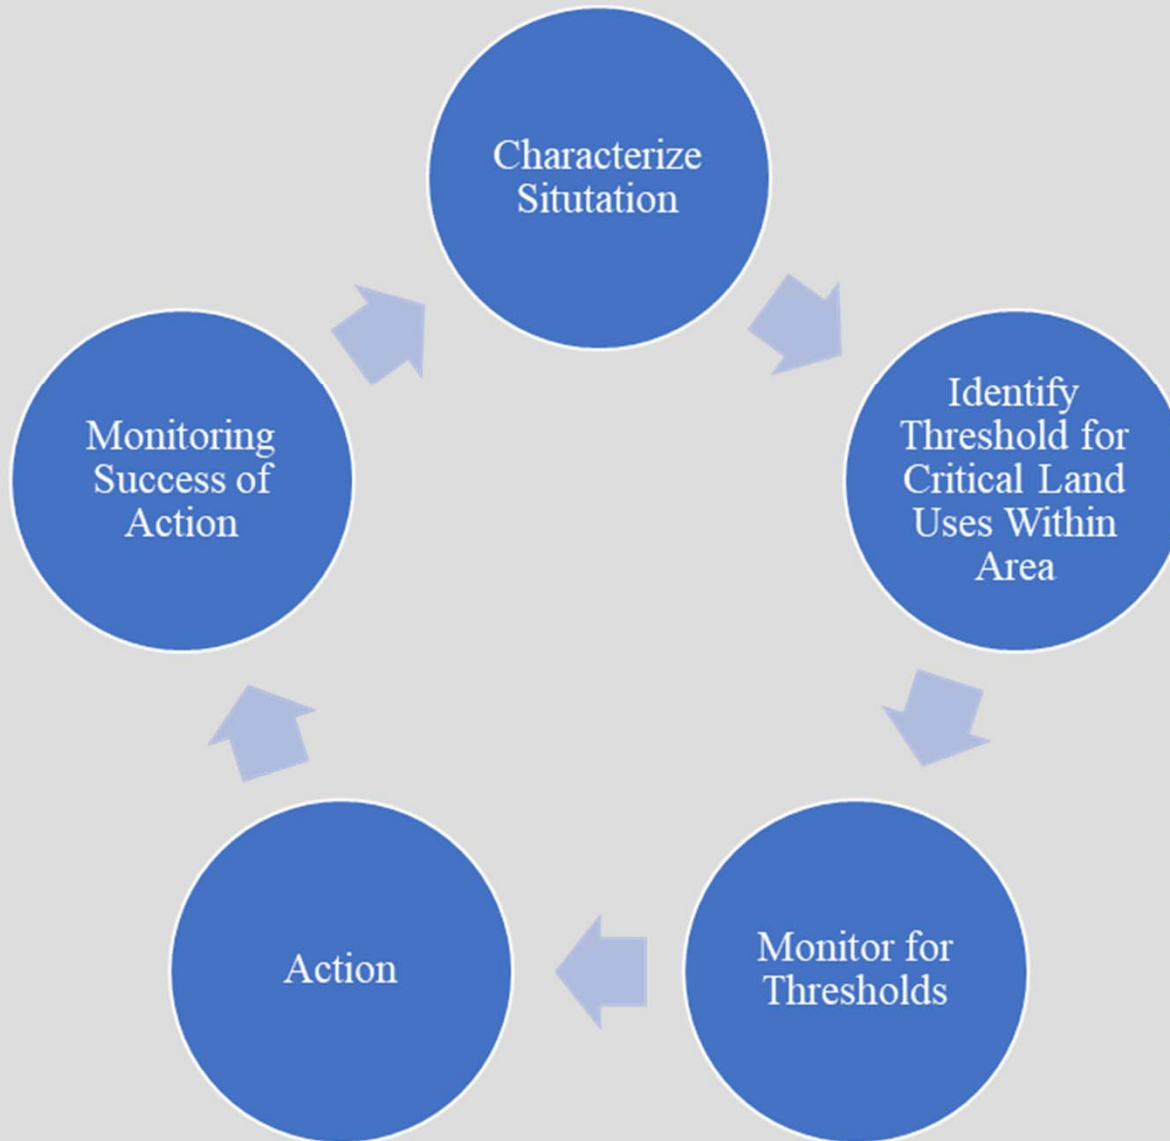 Characterize
Situtation
Identify
Threshold for
Critical Land
Uses Within
Area
Monitor for
Thresholds
Action
Monitoring
Success of
Action